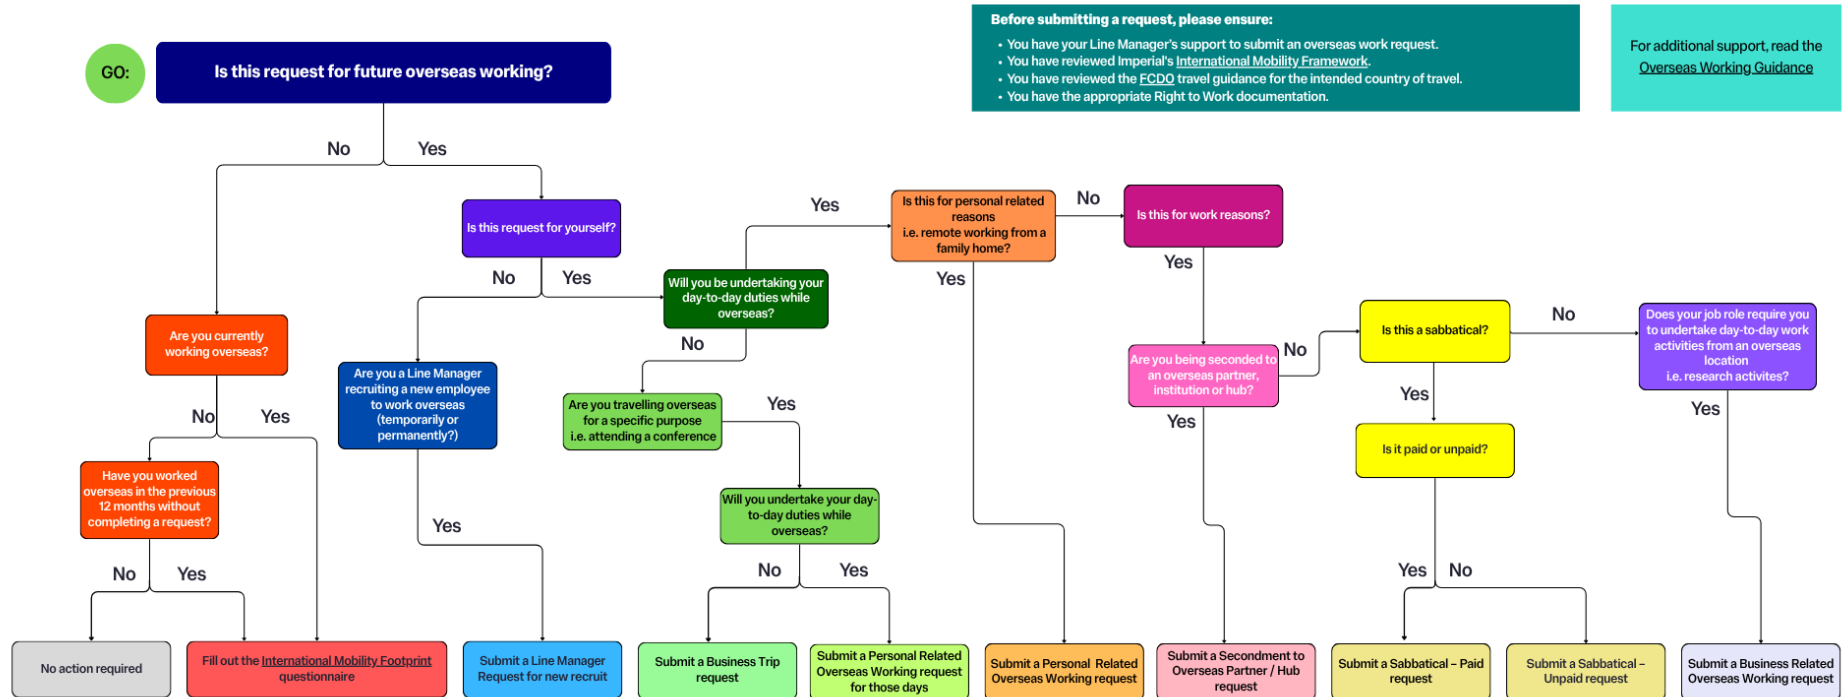 GO:
Is this request for future overseas working?
Before submitting a request, please ensure:
• You have your Line Manager's support to submit an overseas work request.
• You have reviewed Imperial's International Mobility Framework.
• You have reviewed the FCDO travel guidance for the intended country of travel.
• You have the appropriate Right to Work documentation.
For additional support, read the
Overseas Working Guidance
No
Yes
Is this request for yourself?
No
Yes
Will you be undertaking your
day-to-day duties while
overseas?
Yes
No
Is this for personal related
reasons
i.e. remote working from a
family home?
No
Yes
Is this for work reasons?
Yes
Are you currently
working overseas?
No
Yes
Are you a Line Manager
recruiting a new employee
to work overseas
(temporarily or
permanently?)
Yes
Are you travelling overseas
for a specific purpose
i.e. attending a conference
Yes
Are you being seconded to
an overseas partner,
institution or hub?
No
Yes
Is this a sabbatical?
No
Yes
Does your job role require you
to undertake day-to-day work
activities from an overseas
location
i.e. research activites?
Yes
Is it paid or unpaid?
Yes
No
Have you worked
overseas in the previous
12 months without
completing a request?
No
Yes
Will you undertake your day-
to-day duties while
overseas?
No
Yes
No action required
Fill out the International Mobility Footprint
questionnaire
Submit a Line Manager
Request for new recruit
Submit a Business Trip
request
Submit a Personal Related
Overseas Working request
for those days
Submit a Personal Related
Overseas Working request
Submit a Secondment to
Overseas Partner / Hub
request
Submit a Sabbatical – Paid
request
Submit a Sabbatical –
Unpaid request
Submit a Business Related
Overseas Working request